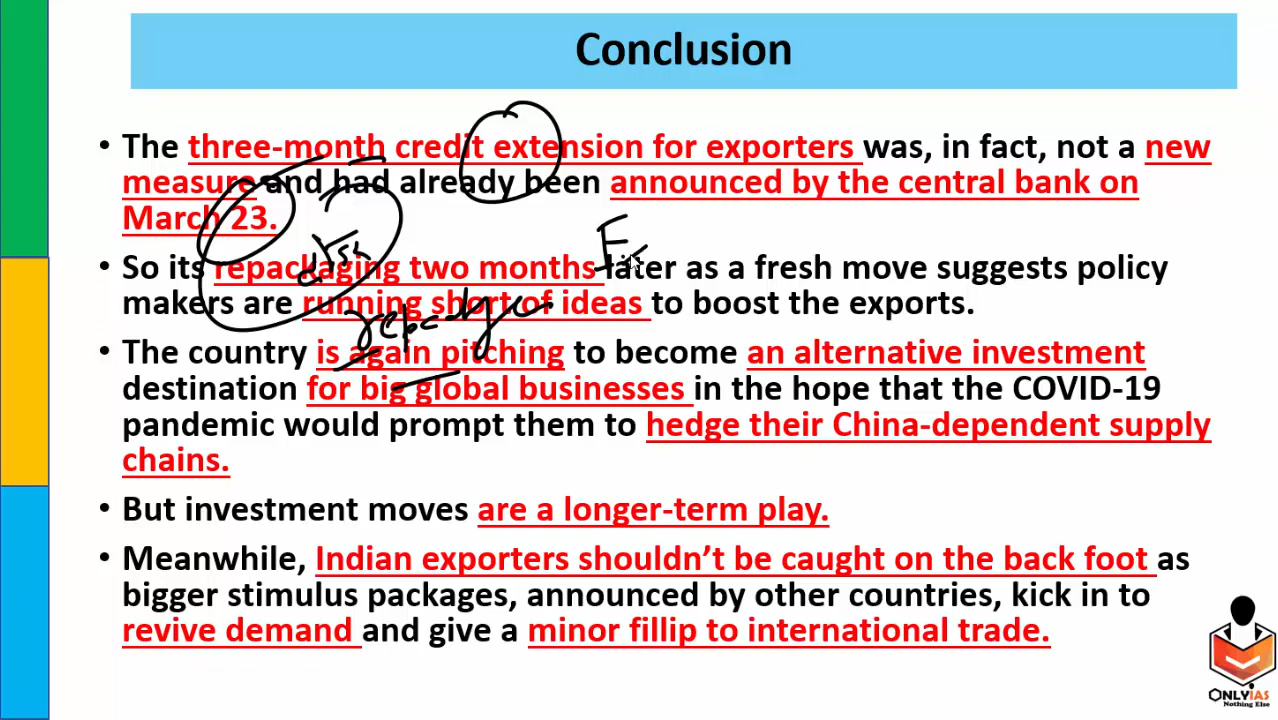 Conclusion
• The three-month credit extension for exporters was, in fact, not a new
measure and had already been announced by the central bank on
March 23.
• So its repackaging two months later as a fresh move suggests policy
makers are running short of ideas to boost the exports.
• The country is again pitching to become an alternative investment
destination for big global businesses in the hope that the COVID-19
pandemic would prompt them to hedge their China-dependent supply
chains.
• But investment moves are a longer-term play.
• Meanwhile, Indian exporters shouldn't be caught on the back foot as
bigger stimulus packages, announced by other countries, kick in to
revive demand and give a minor fillip to international trade.
ONLYIAS
Nothing Else